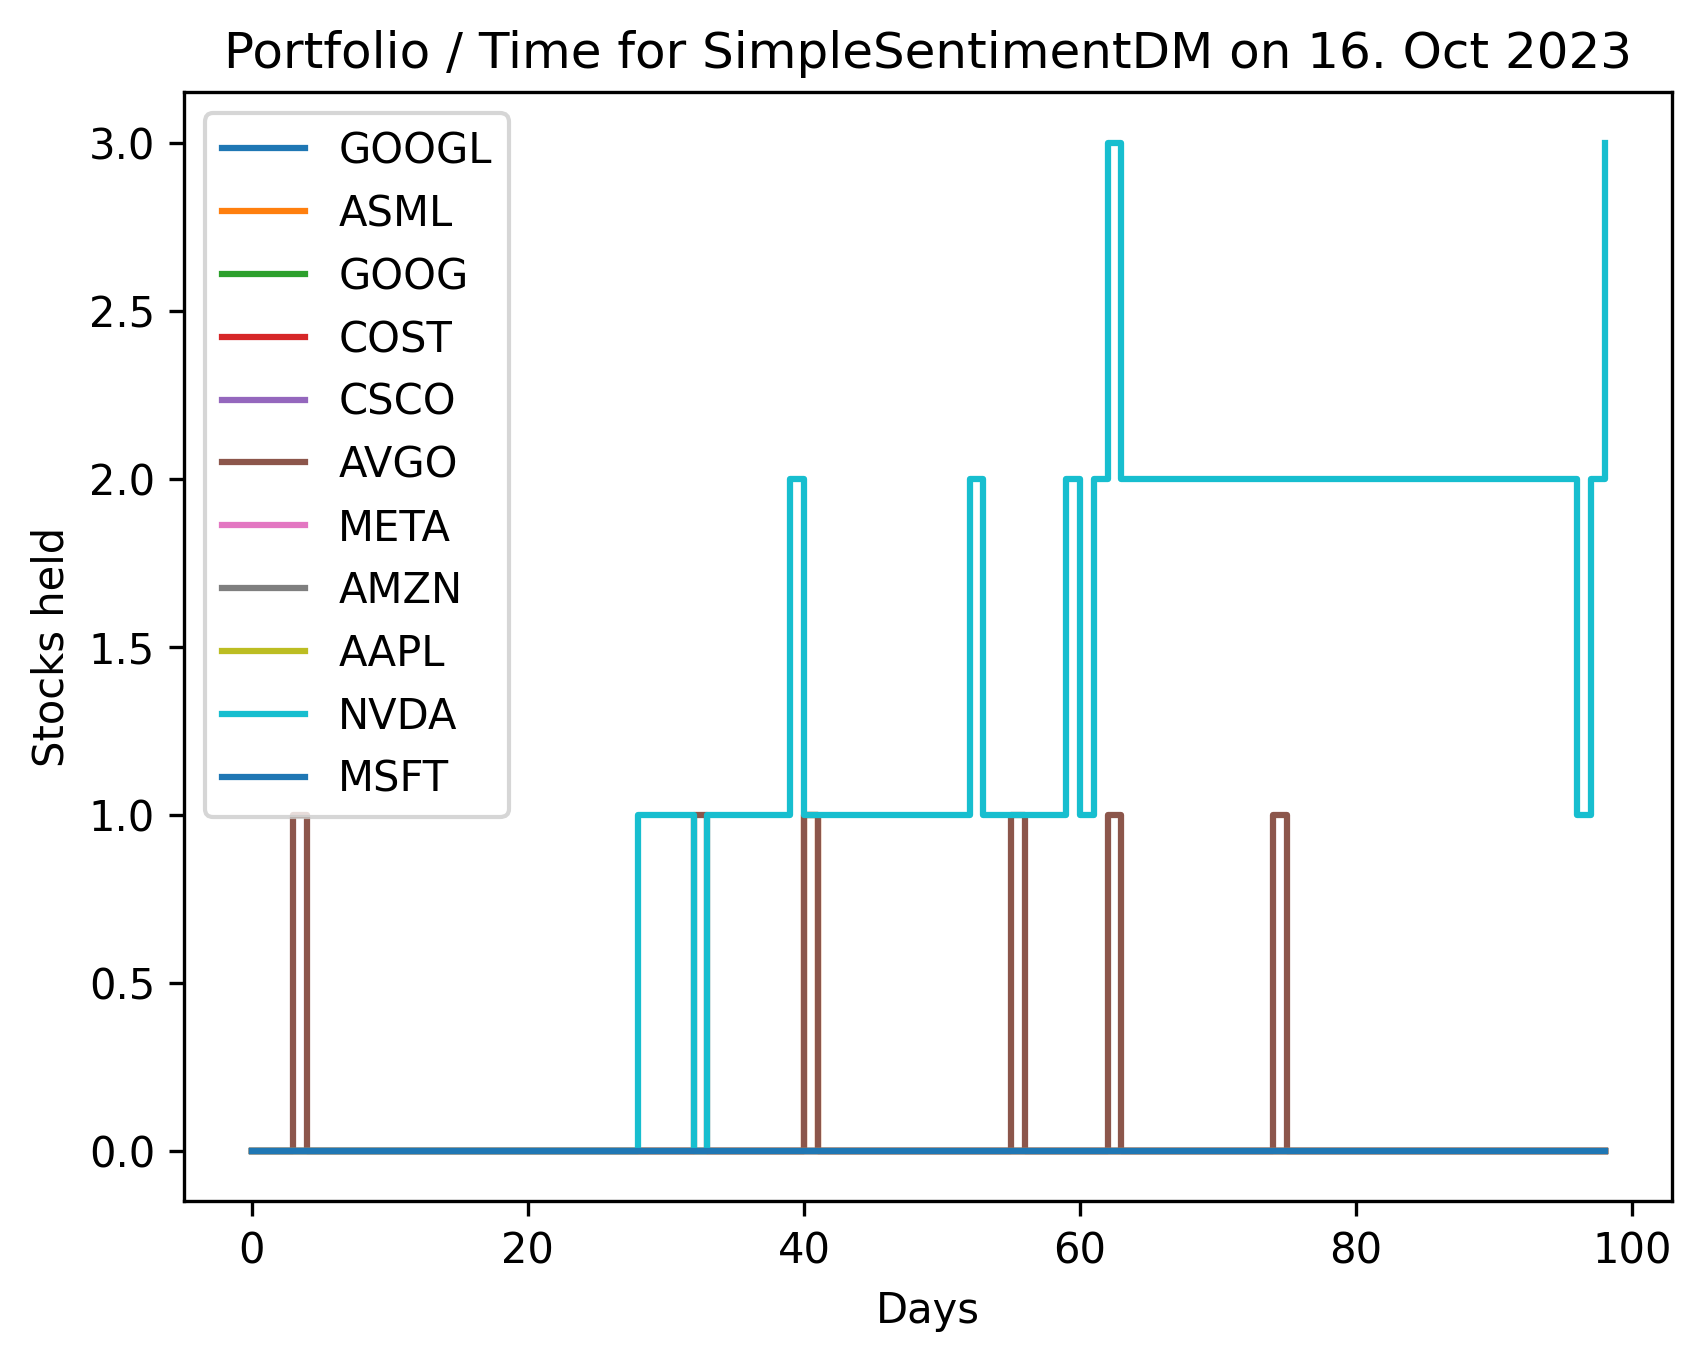 Portfolio / Time for SimpleSentimentDM on 16. Oct 2023
GOOGL
ASML
GOOG
COST
CSCO
AVGO
META
AMZN
AAPL
NVDA
MSFT
Stocks held
3.0
2.5
2.0
1.5
1.0
0.5
0.0
0 20 40 60 80 100
Days